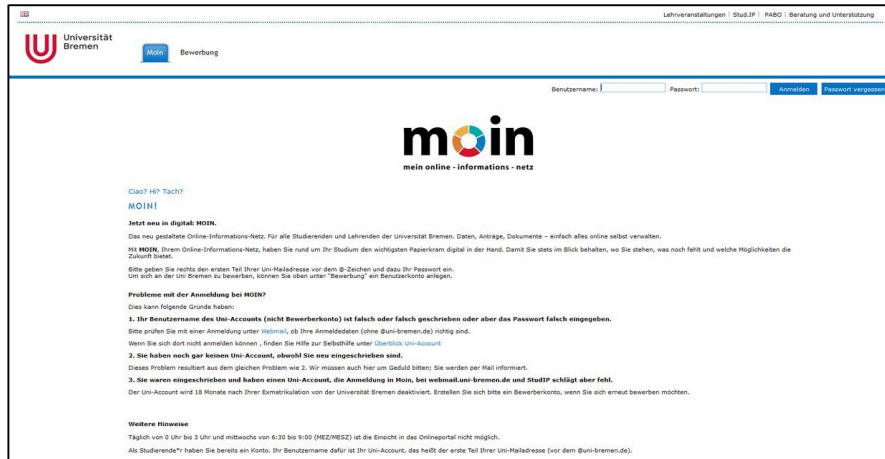 Lehrveranstaltungen | Stud.IP | PABO | Beratung und Unterstützung
Universität
Bremen
Moin
Bewerbung
Benutzername:
Passwort:
Anmelden
Passwort vergessen
moin
mein online - informations - netz
Ciao? Hi? Tach?
MOIN!
Jetzt neu in digital: MOIN.
Das neu gestaltete Online-Informations-Netz. Für alle Studierenden und Lehrenden der Universität Bremen. Daten, Anträge, Dokumente – einfach alles online selbst verwalten.
Mit MOIN, Ihrem Online-Informations-Netz, haben Sie rund um Ihr Studium den wichtigsten Papierkram digital in der Hand. Damit Sie stets im Blick behalten, wo Sie stehen, was noch fehlt und welche Möglichkeiten die
Zukunft bietet.
Bitte geben Sie rechts den ersten Teil Ihrer Uni-Mailadresse vor dem @-Zeichen und dazu Ihr Passwort ein.
Um sich an der Uni Bremen zu bewerben, können Sie oben unter "Bewerbung" ein Benutzerkonto anlegen.
Probleme mit der Anmeldung bei MOIN?
Dies kann folgende Gründe haben:
1. Ihr Benutzername des Uni-Accounts (nicht Bewerberkonto) ist falsch oder falsch geschrieben oder aber das Passwort falsch eingegeben.
Bitte prüfen Sie mit einer Anmeldung unter Webmail, ob Ihre Anmeldedaten (ohne @uni-bremen.de) richtig sind.
Wenn Sie sich dort nicht anmelden können , finden Sie Hilfe zur Selbsthilfe unter Überblick Uni-Account
2. Sie haben noch gar keinen Uni-Account, obwohl Sie neu eingeschrieben sind.
Dieses Problem resultiert aus dem gleichen Problem wie 2. Wir müssen auch hier um Geduld bitten; Sie werden per Mail informiert.
3. Sie waren eingeschrieben und haben einen Uni-Account, die Anmeldung in Moin, bei webmail.uni-bremen.de und StudIP schlägt aber fehl.
Der Uni-Account wird 18 Monate nach Ihrer Exmatrikulation von der Universität Bremen deaktiviert. Erstellen Sie sich bitte ein Bewerberkonto, wenn Sie sich erneut bewerben möchten.
Weitere Hinweise
Täglich von 0 Uhr bis 3 Uhr und mittwochs von 6:30 bis 9:00 (MEZ/MESZ) ist die Einsicht in das Onlineportal nicht möglich.
Als Studierende*r haben Sie bereits ein Konto. Ihr Benutzername dafür ist Ihr Uni-Account, das heißt der erste Teil Ihrer Uni-Mailadresse (vor dem @uni-bremen.de).